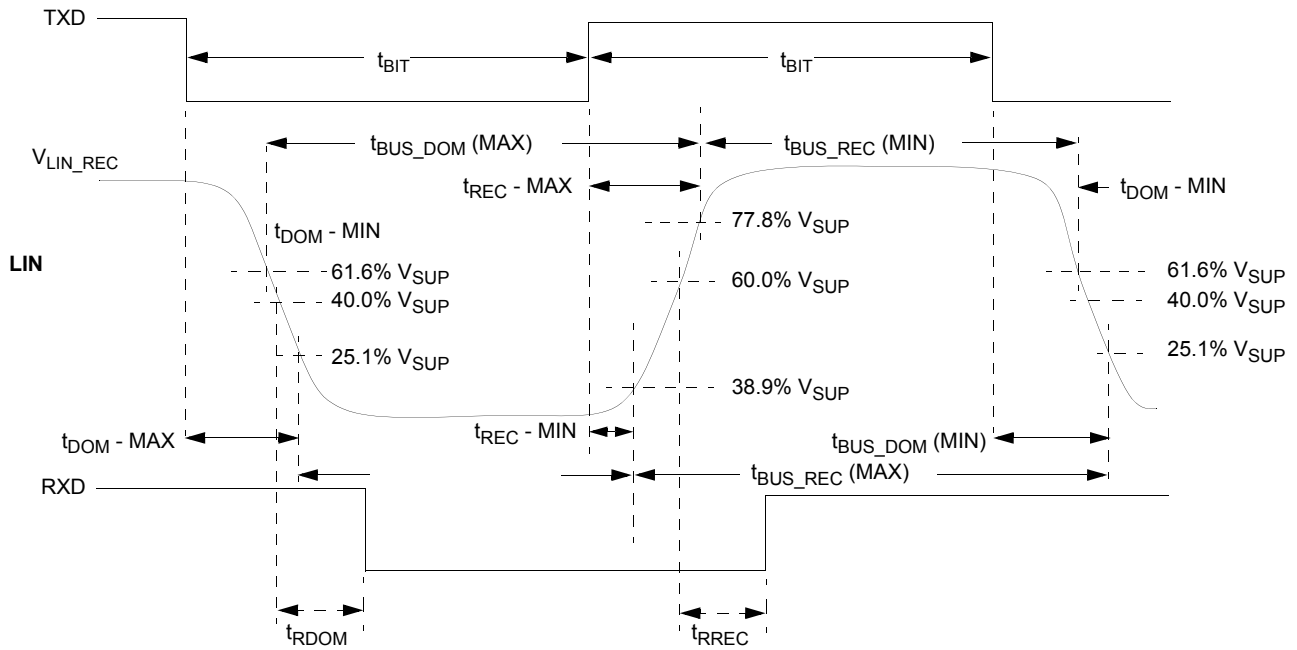 TXD
tBIT
tBIT
tBUS_DOM (MAX)
tBUS_REC (MIN)
VLIN_REC
tREC - MAX
tDOM - MIN
77.8% VSUP
tDOM - MIN
LIN
61.6% VSUP
60.0% VSUP
61.6% VSUP
40.0% VSUP
40.0% VSUP
25.1% VSUP
25.1% VSUP
38.9% VSUP
tDOM - MAX
tREC - MIN
tBUS_DOM (MIN)
tBUS_REC (MAX)
RXD
tRDOM
tRREC